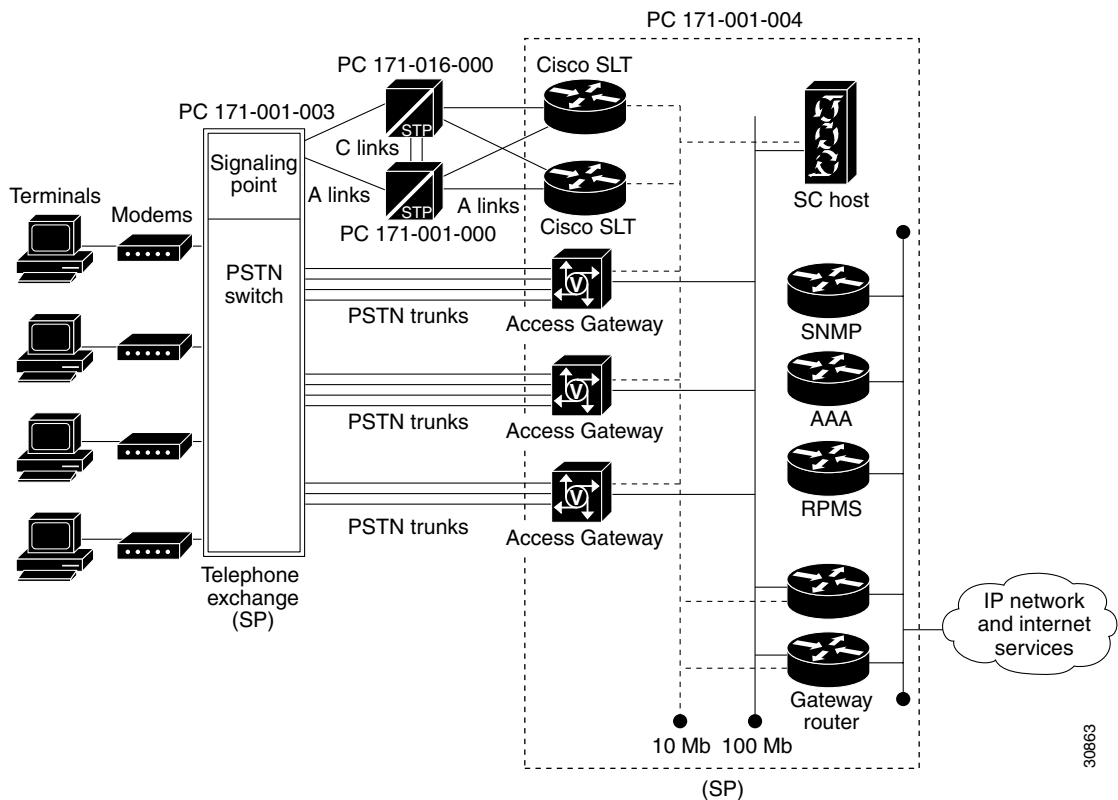 PC 171-001-004
PC 171-016-000
Cisco SLT
PC 171-001-003
STP
C links
Signaling
point
SC host
Terminals
Modems
A links
STP
A links
Cisco SLT
PC 171-001-000
PSTN
switch
V
PSTN trunks
Access Gateway
SNMP
V
PSTN trunks
Access Gateway
AAA
V
PSTN trunks
Access Gateway
RPMS
Telephone
exchange
(SP)
IP network
and internet
services
Gateway
router
10 Mb
100 Mb
(SP)
30863